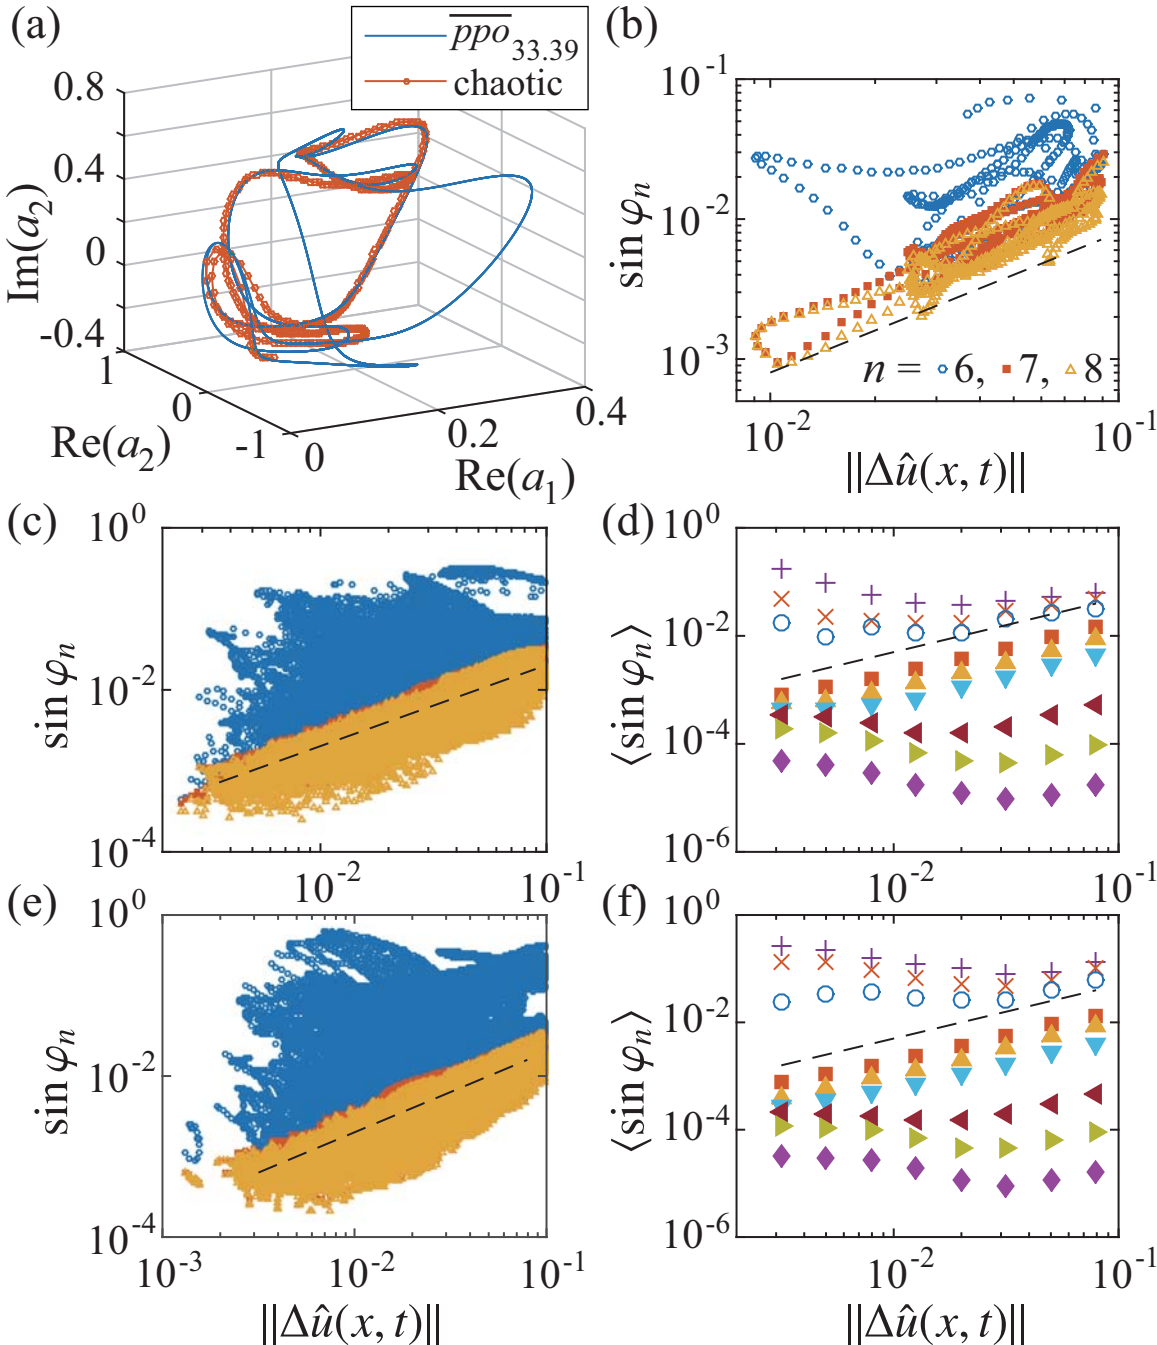 (a)
ppo 33.39
chaotic
0.8
0.4
0
-0.4
Im(a2)
1
0
-1
Re(a2)
0
0.2
0.4
Re(a1)
(b)
10^-1
10^-2
10^-3
sin φn
n = 6, 7, 8
10^-2
10^-1
||Δû(x, t)||
(c)
10^0
10^-2
10^-4
sin φn
10^-2
10^-1
(d)
10^0
10^-2
10^-4
10^-6
⟨sin φn⟩
10^-2
10^-1
(e)
10^0
10^-2
10^-4
sin φn
10^-3
10^-2
10^-1
||Δû(x, t)||
(f)
10^0
10^-2
10^-4
10^-6
⟨sin φn⟩
10^-2
10^-1
||Δû(x, t)||